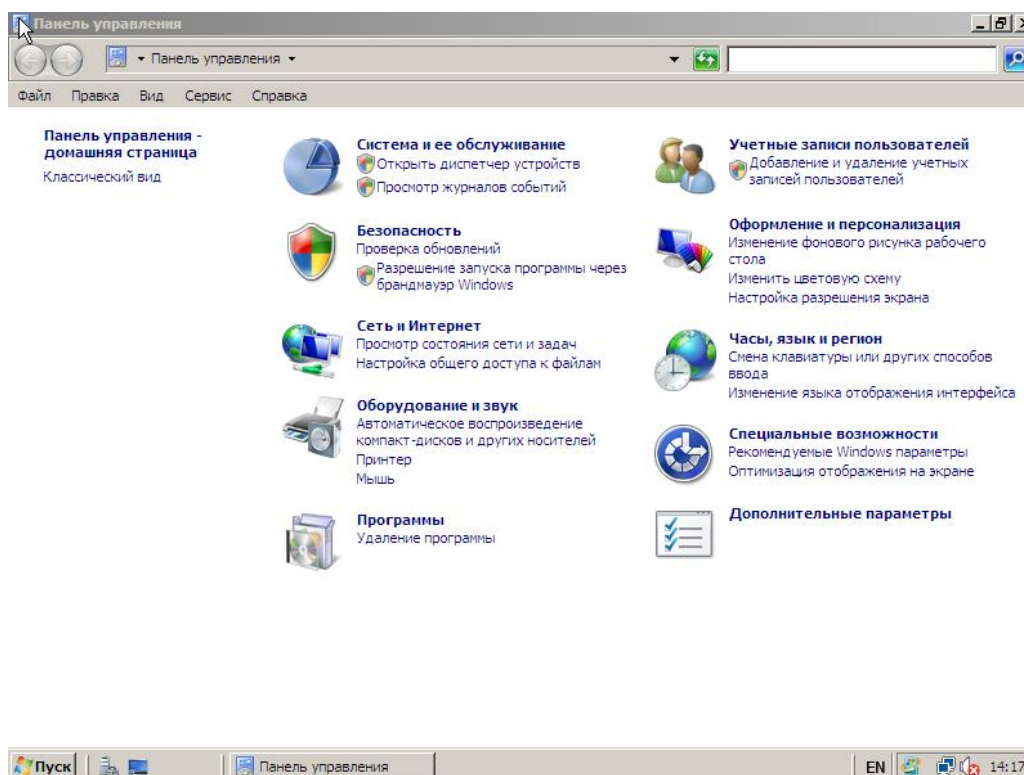 Панель управления
Панель управления
Файл Правка Вид Сервис Справка
Панель управления -
домашняя страница
Классический вид
Система и ее обслуживание
Открыть диспетчер устройств
Просмотр журналов событий
Безопасность
Проверка обновлений
Разрешение запуска программы через
брандмауэр Windows
Сеть и Интернет
Просмотр состояния сети и задач
Настройка общего доступа к файлам
Оборудование и звук
Автоматическое воспроизведение
компакт-дисков и других носителей
Принтер
Мышь
Программы
Удаление программы
Учетные записи пользователей
Добавление и удаление учетных
записей пользователей
Оформление и персонализация
Изменение фонового рисунка рабочего
стола
Изменить цветовую схему
Настройка разрешения экрана
Часы, язык и регион
Смена клавиатуры или других способов
ввода
Изменение языка отображения интерфейса
Специальные возможности
Рекомендуемые Windows параметры
Оптимизация отображения на экране
Дополнительные параметры
Пуск Панель управления EN 14:17